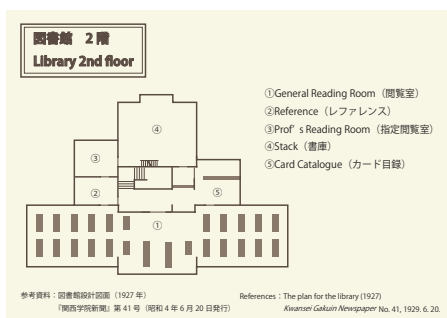 図書館 2階
Library 2nd floor
①General Reading Room（閲覧室）
②Reference（レファレンス）
③Prof's Reading Room（指定閲覧室）
④Stack（書庫）
⑤Card Catalogue（カード目録）
④
③
②
⑤
①
参考資料：図書館設計図面（1927 年）
『関西学院新聞』第 41 号（昭和 4 年 6 月 20 日発行）
References：The plan for the library (1927)
Kwansei Gakuin Newspaper No. 41, 1929. 6. 20.